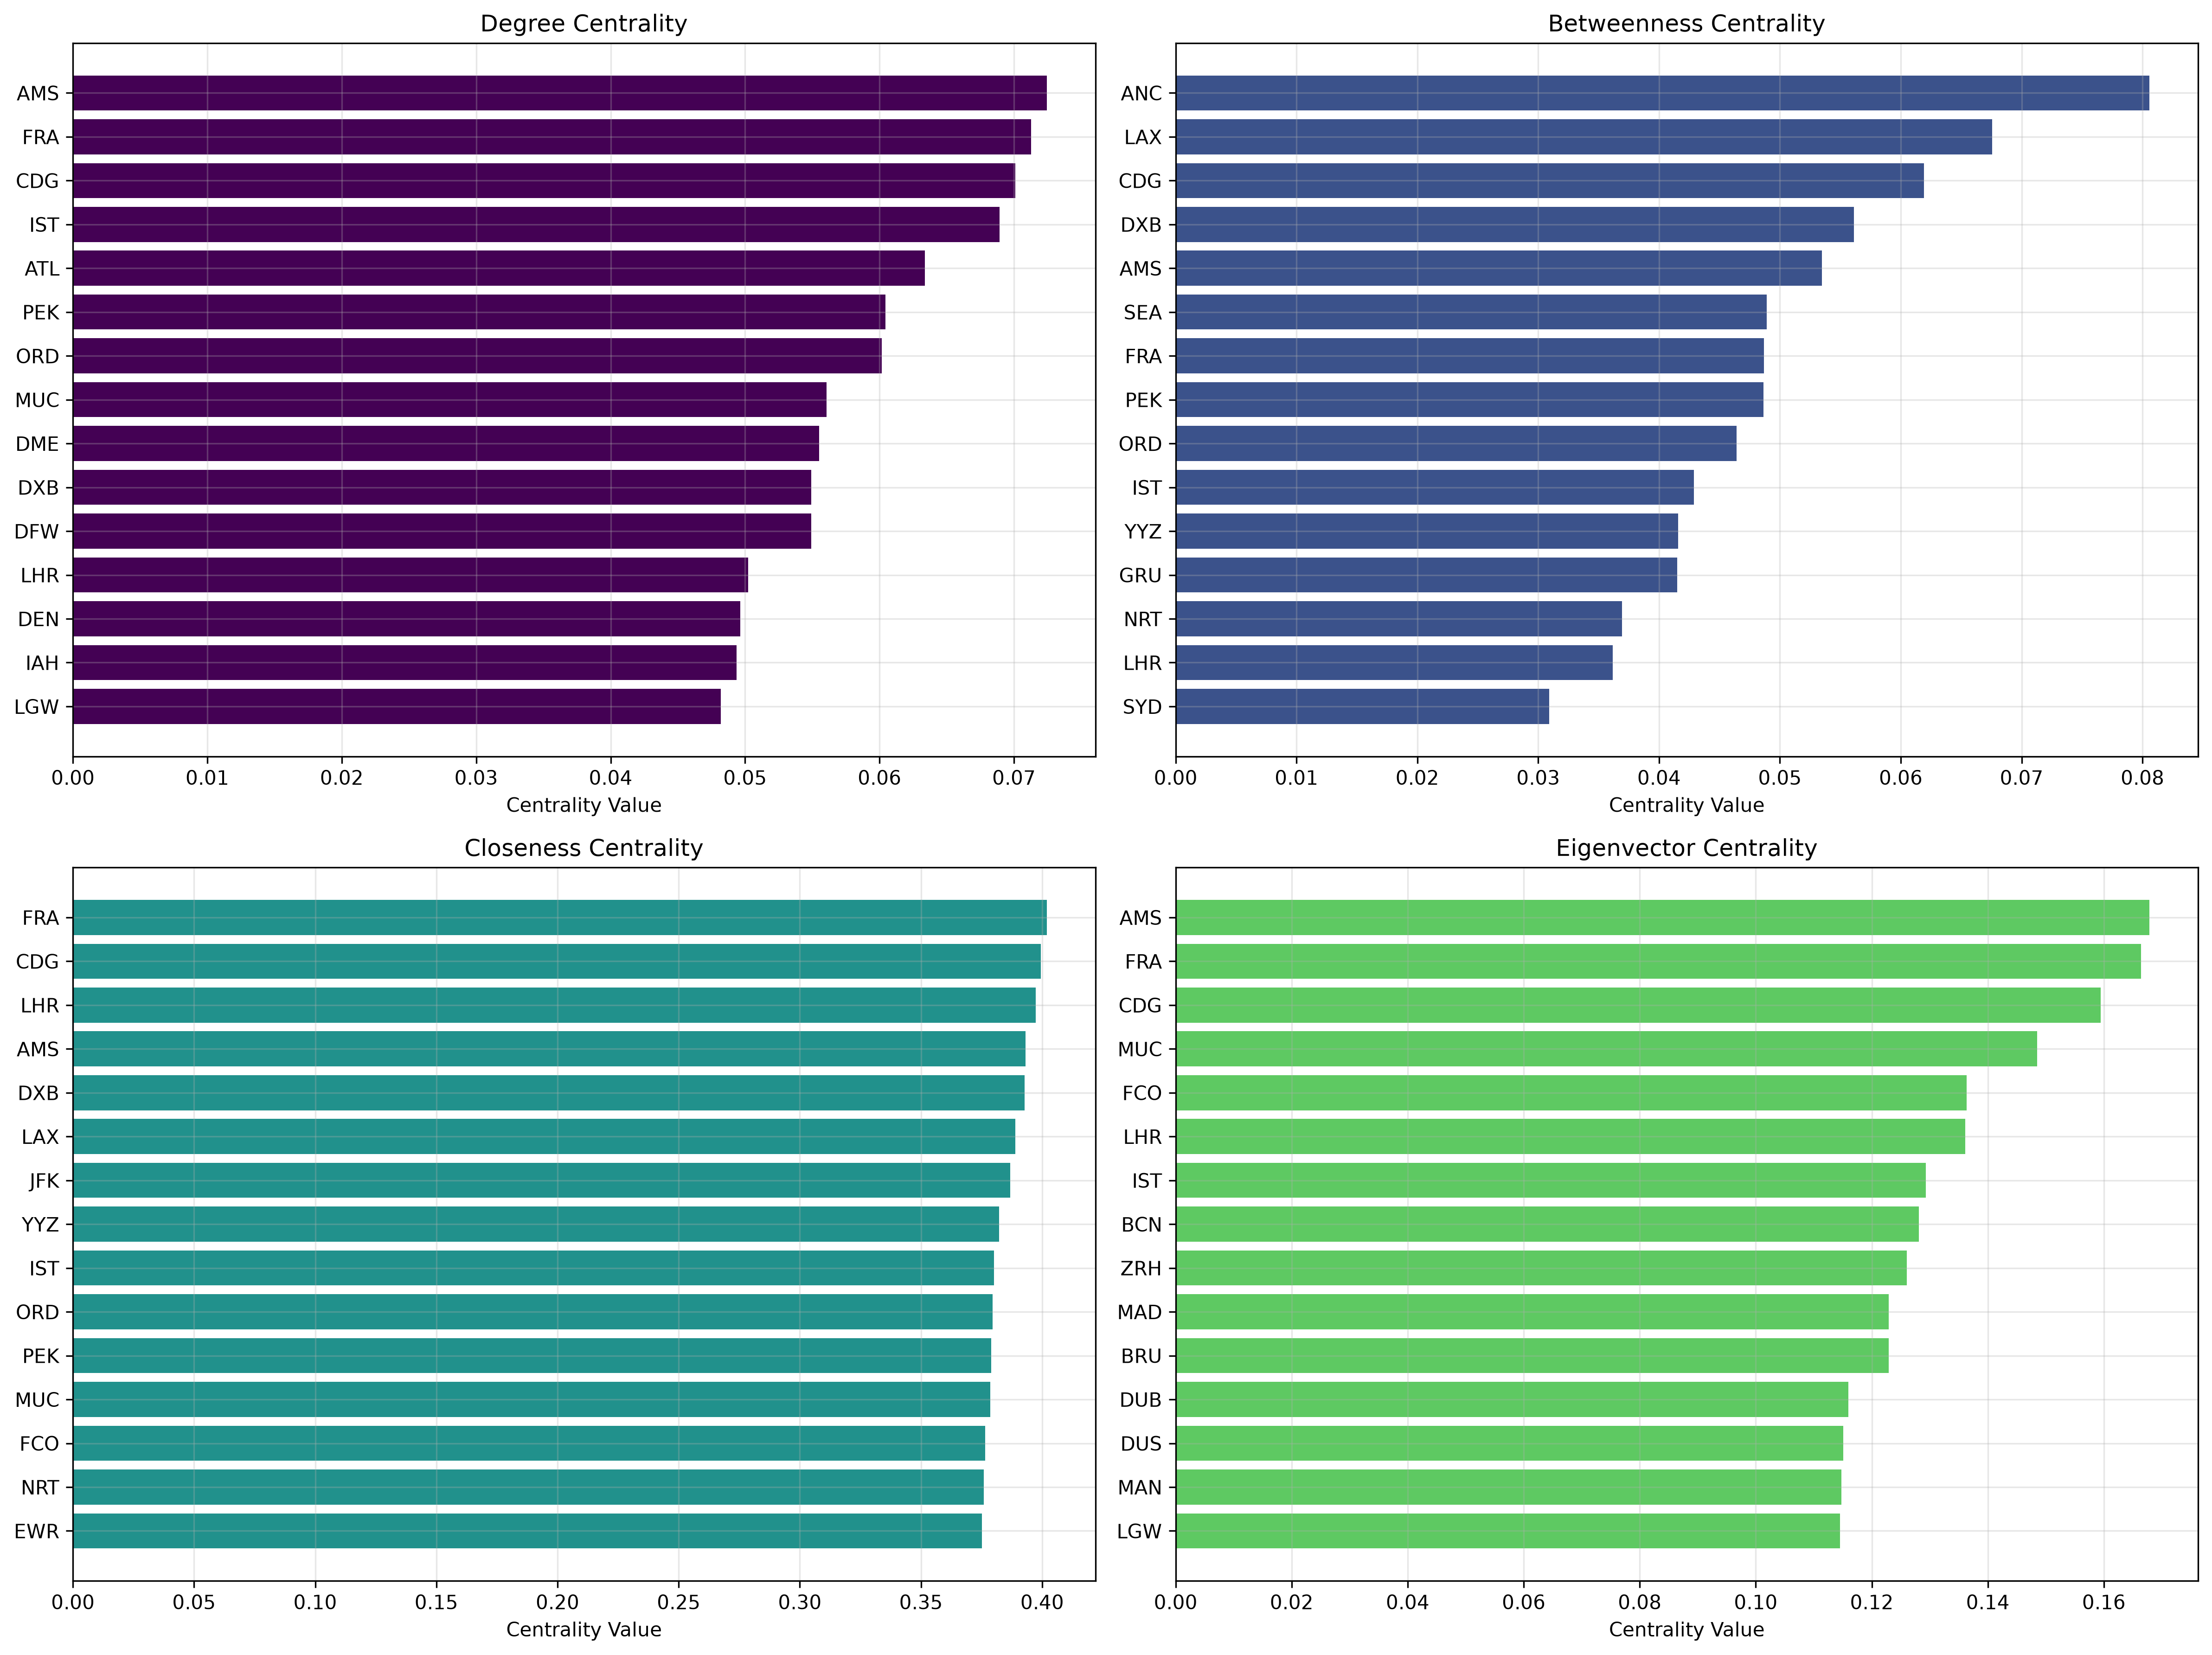 Degree Centrality
AMS
FRA
CDG
IST
ATL
PEK
ORD
MUC
DME
DXB
DFW
LHR
DEN
IAH
LGW
0.00 0.01 0.02 0.03 0.04 0.05 0.06 0.07
Centrality Value
Betweenness Centrality
ANC
LAX
CDG
DXB
AMS
SEA
FRA
PEK
ORD
IST
YYZ
GRU
NRT
LHR
SYD
0.00 0.01 0.02 0.03 0.04 0.05 0.06 0.07 0.08
Centrality Value
Closeness Centrality
FRA
CDG
LHR
AMS
DXB
LAX
JFK
YYZ
IST
ORD
PEK
MUC
FCO
NRT
EWR
0.00 0.05 0.10 0.15 0.20 0.25 0.30 0.35 0.40
Centrality Value
Eigenvector Centrality
AMS
FRA
CDG
MUC
FCO
LHR
IST
BCN
ZRH
MAD
BRU
DUB
DUS
MAN
LGW
0.00 0.02 0.04 0.06 0.08 0.10 0.12 0.14 0.16
Centrality Value